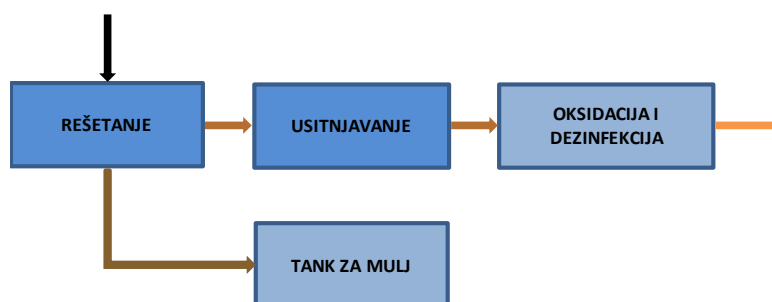 REŠETANJE
USITNJAVANJE
OKSIDACIJA I
DEZINFEKCIJA
TANK ZA MULJ